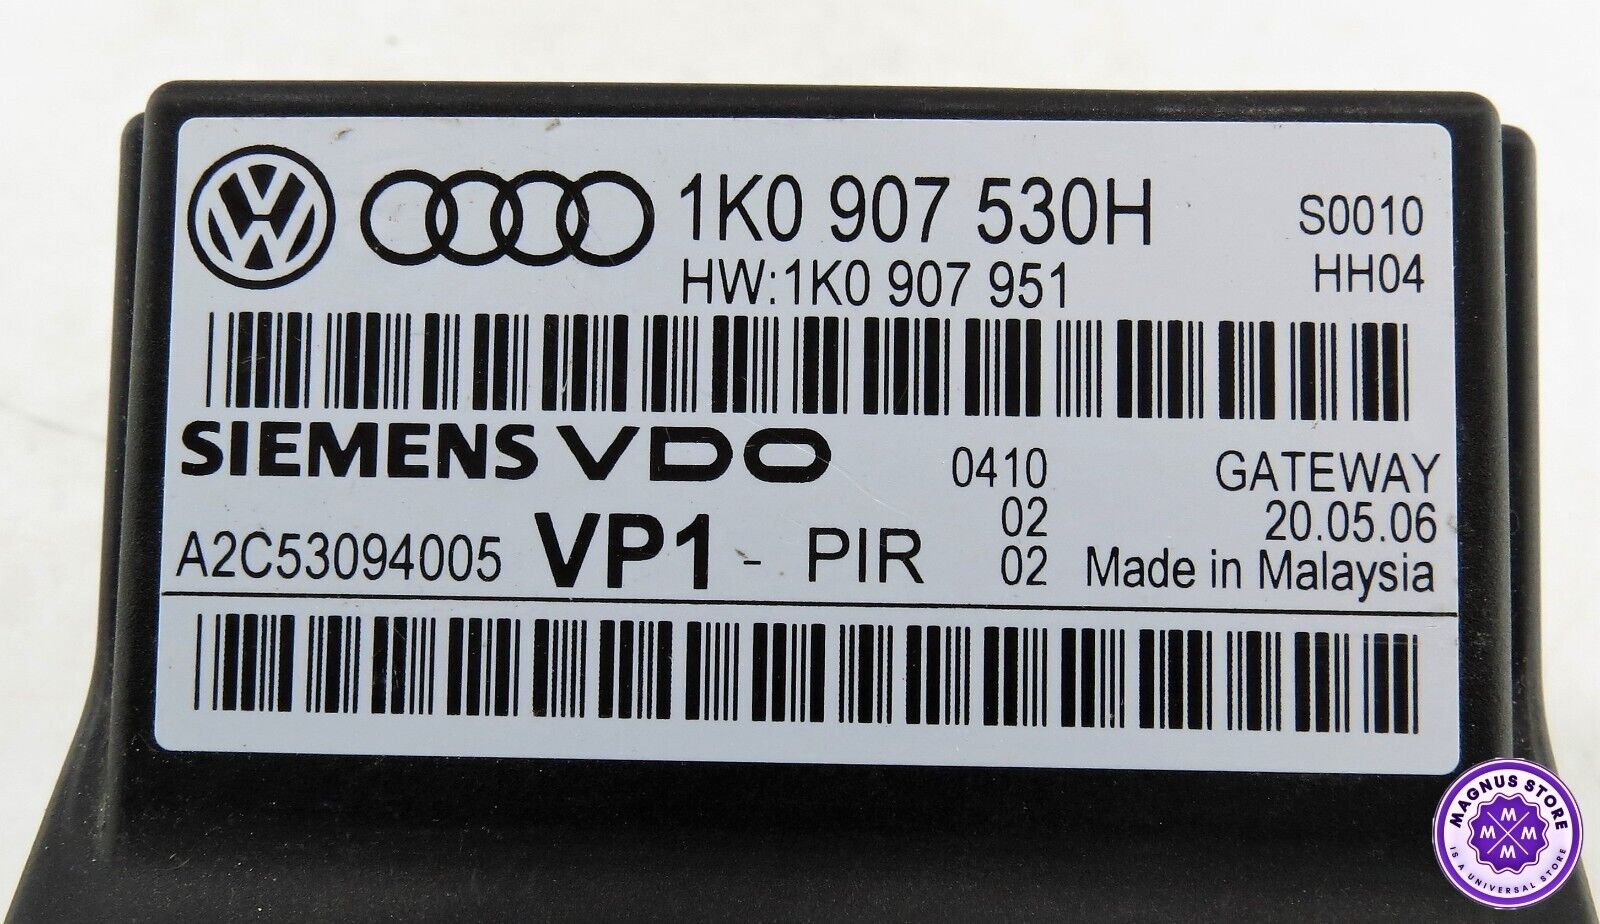 1K0 907 530H S0010
HW:1K0 907 951 HH04
SIEMENS VDO 0410 GATEWAY
02 20.05.06
A2C53094005 VP1 - PIR 02 Made in Malaysia
MAGNUS STORE
M
M M
M
IS A UNIVERSAL STORE